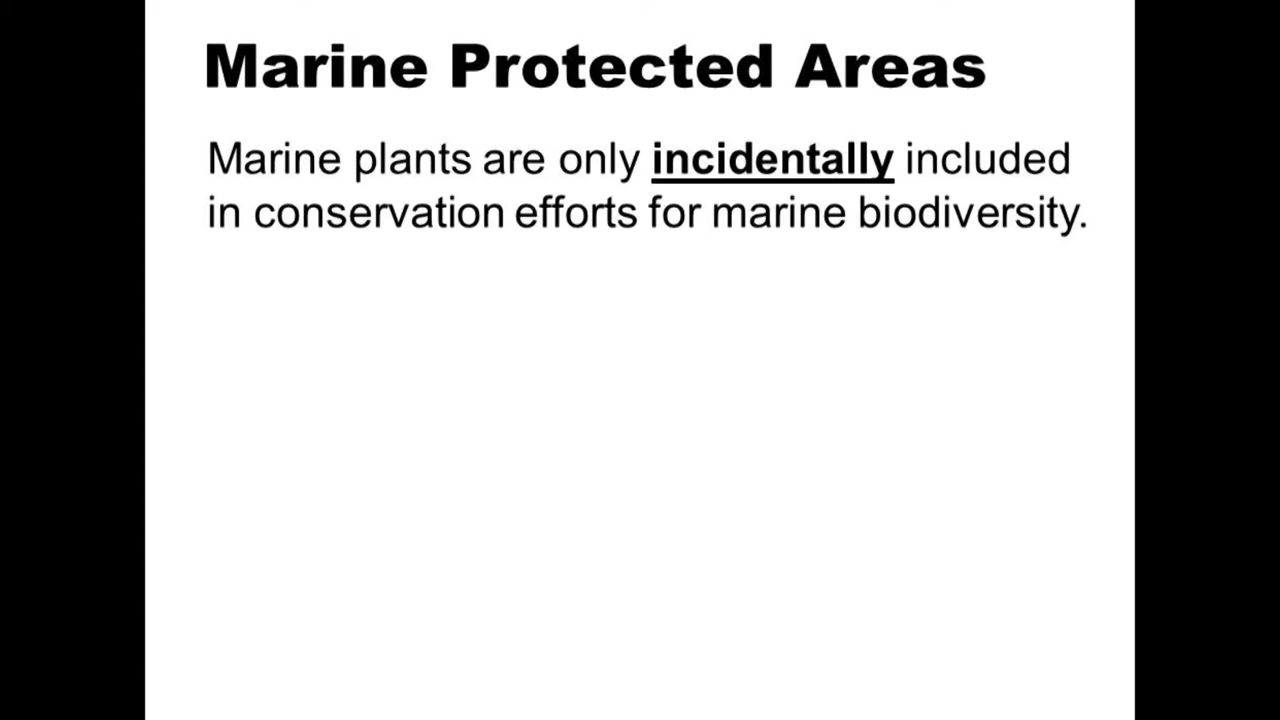 Marine Protected Areas
Marine plants are only incidentally included
in conservation efforts for marine biodiversity.